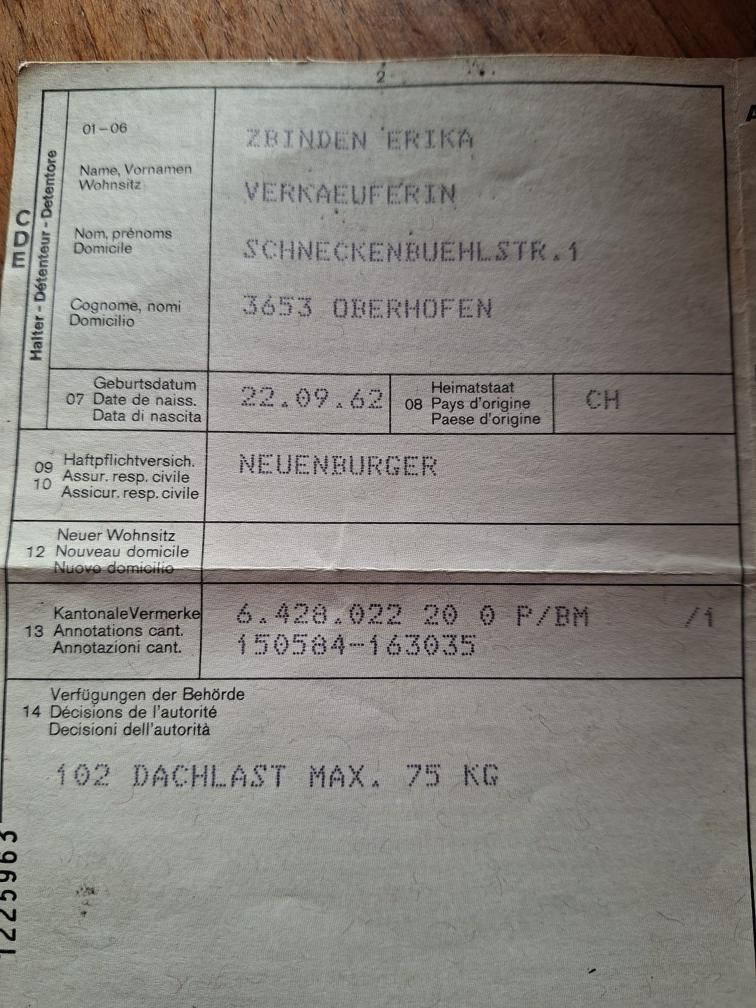 2
C
D
E
Halter - Détenteur - Detentore
01–06
ZBINDEN ERIKA
Name, Vornamen
Wohnsitz
VERKAEUFERIN
Nom, prénoms
Domicile
SCHNECKENBUEHLSTR.1
Cognome, nomi
Domicilio
3653 OBERHOFEN
07
Geburtsdatum
Date de naiss.
Data di nascita
22.09.62
08
Heimatstaat
Pays d'origine
Paese d'origine
CH
09
10
Haftpflichtversich.
Assur. resp. civile
Assicur. resp. civile
NEUENBURGER
12
Neuer Wohnsitz
Nouveau domicile
Nuovo domicilio
13
Kantonale Vermerke
Annotations cant.
Annotazioni cant.
6.428.022 20 0 P/BM /1
150584-163035
14
Verfügungen der Behörde
Décisions de l'autorité
Decisioni dell'autorità
102 DACHLAST MAX. 75 KG
1225963